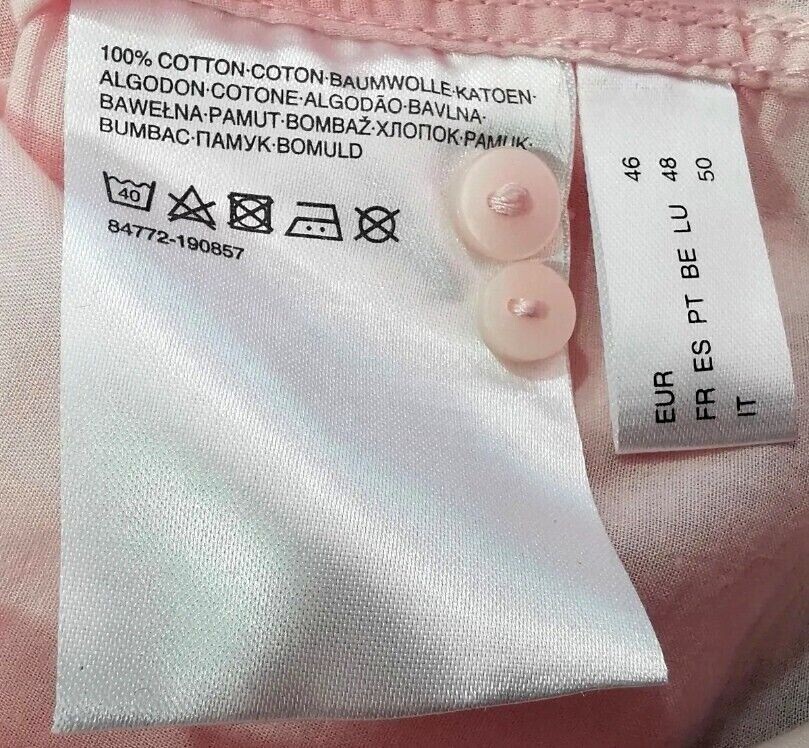 100% COTTON·COTON·BAUMWOLLE·KATOEN·
ALGODON·COTONE·ALGODÃO·BAVLNA·
BAWEŁNA·PAMUT·BOMBAŽ·ХЛОПОК·PAMUK·
BUMBAC·ПАМУК·BOMULD
40
84772-190857
EUR 46
FR ES PT BE LU 48
IT 50